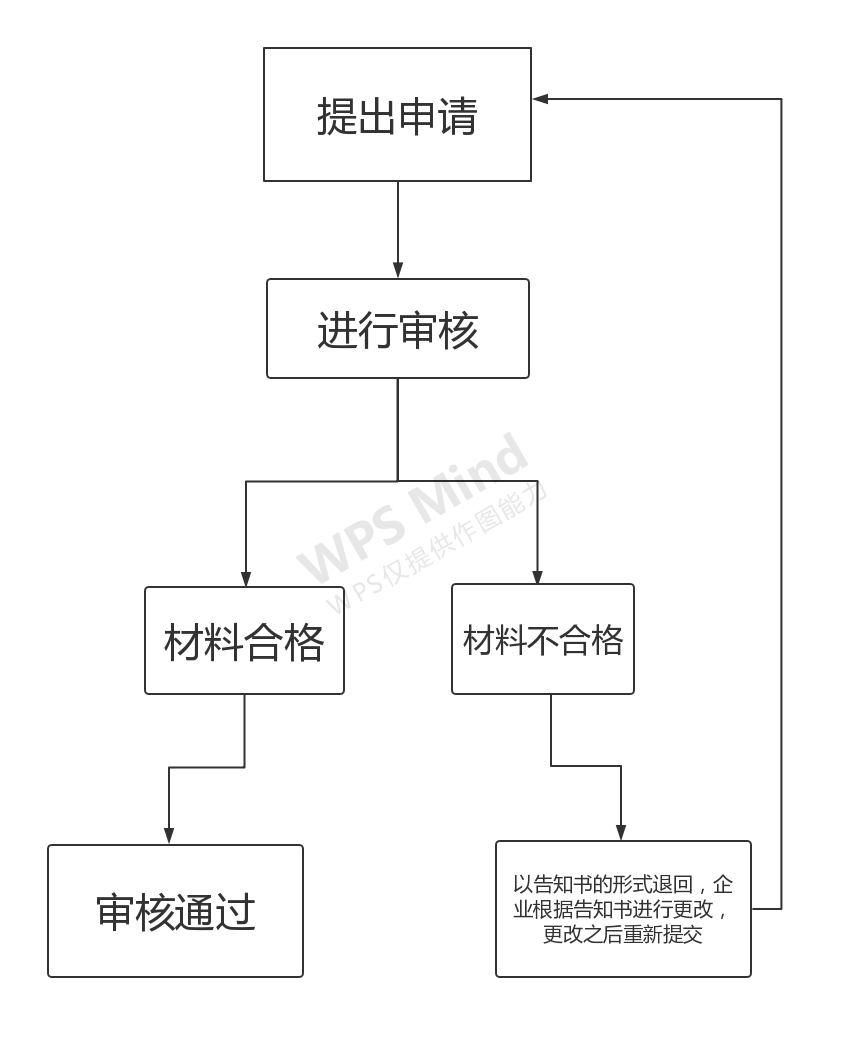 提出申请
进行审核
WPS Mind
WPS仅提供作图能力
材料合格
材料不合格
审核通过
以告知书的形式退回，企
业根据告知书进行更改，
更改之后重新提交